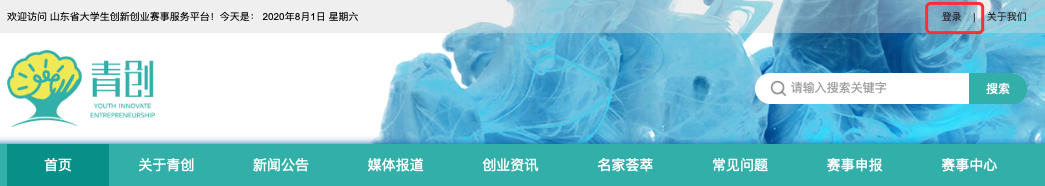 欢迎访问 山东省大学生创新创业赛事服务平台！今天是： 2020年8月1日 星期六
登录 | 关于我们
青创
YOUTH INNOVATE
ENTREPRENEURSHIP
请输入搜索关键字 搜索
首页 关于青创 新闻公告 媒体报道 创业资讯 名家荟萃 常见问题 赛事申报 赛事中心